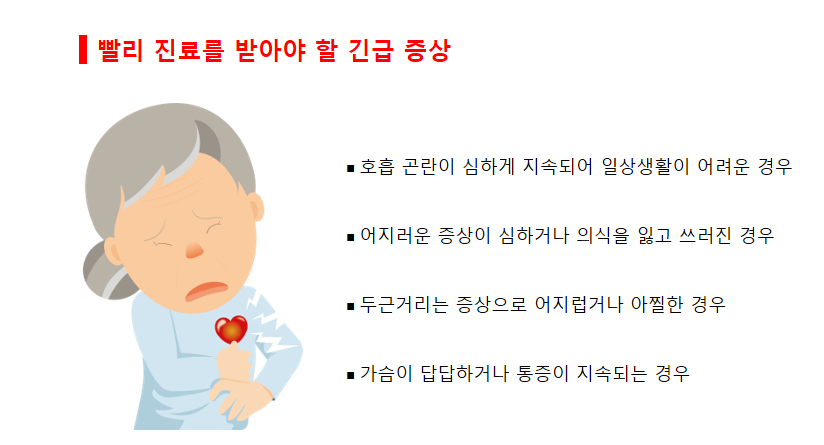 빨리 진료를 받아야 할 긴급 증상
■ 호흡 곤란이 심하게 지속되어 일상생활이 어려운 경우
■ 어지러운 증상이 심하거나 의식을 잃고 쓰러진 경우
■ 두근거리는 증상으로 어지럽거나 아찔한 경우
■ 가슴이 답답하거나 통증이 지속되는 경우